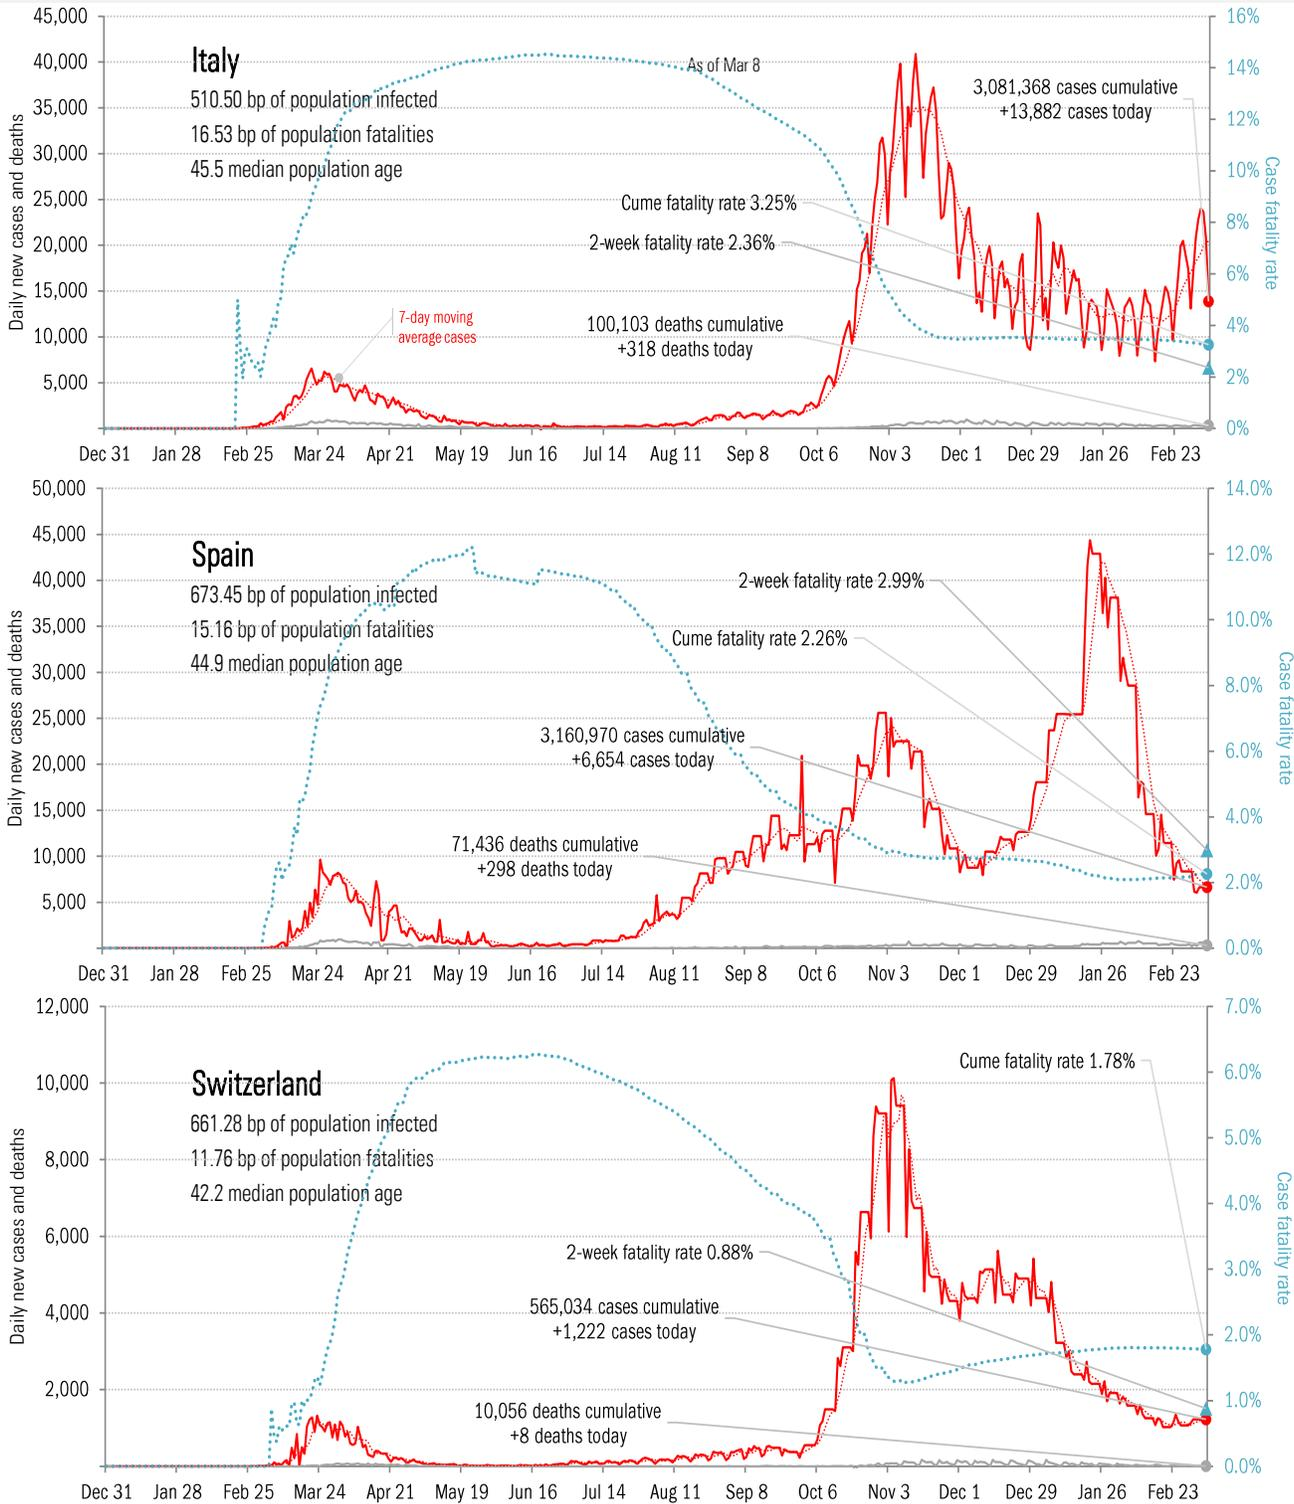 45,000
40,000
35,000
30,000
25,000
20,000
15,000
10,000
5,000
Daily new cases and deaths
Italy
510.50 bp of population infected
16.53 bp of population fatalities
45.5 median population age
As of Mar 8
3,081,368 cases cumulative
+13,882 cases today
Cume fatality rate 3.25%
2-week fatality rate 2.36%
7-day moving
average cases
100,103 deaths cumulative
+318 deaths today
16%
14%
12%
10%
8%
6%
4%
2%
0%
Case fatality rate
Dec 31 Jan 28 Feb 25 Mar 24 Apr 21 May 19 Jun 16 Jul 14 Aug 11 Sep 8 Oct 6 Nov 3 Dec 1 Dec 29 Jan 26 Feb 23
50,000
45,000
40,000
35,000
30,000
25,000
20,000
15,000
10,000
5,000
Daily new cases and deaths
Spain
673.45 bp of population infected
15.16 bp of population fatalities
44.9 median population age
2-week fatality rate 2.99%
Cume fatality rate 2.26%
3,160,970 cases cumulative
+6,654 cases today
71,436 deaths cumulative
+298 deaths today
14.0%
12.0%
10.0%
8.0%
6.0%
4.0%
2.0%
0.0%
Case fatality rate
Dec 31 Jan 28 Feb 25 Mar 24 Apr 21 May 19 Jun 16 Jul 14 Aug 11 Sep 8 Oct 6 Nov 3 Dec 1 Dec 29 Jan 26 Feb 23
12,000
10,000
8,000
6,000
4,000
2,000
Daily new cases and deaths
Switzerland
661.28 bp of population infected
11.76 bp of population fatalities
42.2 median population age
Cume fatality rate 1.78%
2-week fatality rate 0.88%
565,034 cases cumulative
+1,222 cases today
10,056 deaths cumulative
+8 deaths today
7.0%
6.0%
5.0%
4.0%
3.0%
2.0%
1.0%
0.0%
Case fatality rate
Dec 31 Jan 28 Feb 25 Mar 24 Apr 21 May 19 Jun 16 Jul 14 Aug 11 Sep 8 Oct 6 Nov 3 Dec 1 Dec 29 Jan 26 Feb 23